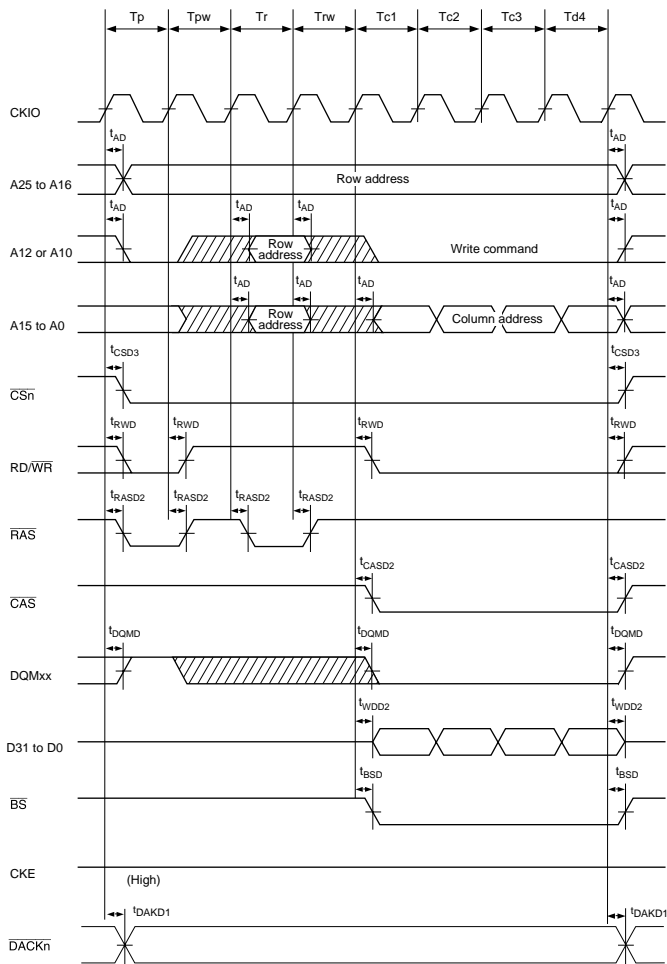 Tp Tpw Tr Trw Tc1 Tc2 Tc3 Td4
CKIO
tAD tAD
A25 to A16 Row address
tAD tAD tAD tAD
A12 or A10 Row address Write command
tAD tAD tAD tAD
A15 to A0 Row address Column address
tCSD3 tCSD3
CSn
tRWD tRWD tRWD tRWD
RD/WR
tRASD2 tRASD2 tRASD2 tRASD2
RAS
tCASD2 tCASD2
CAS
tDQMD tDQMD tDQMD
DQMxx
tWDD2 tWDD2
D31 to D0
tBSD tBSD
BS
CKE
(High)
tDAKD1 tDAKD1
DACKn